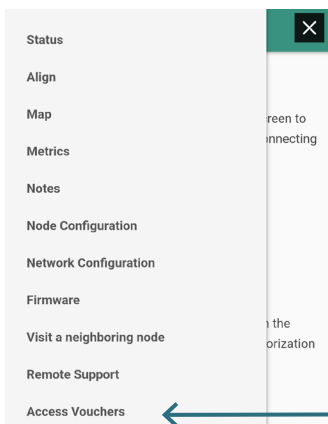 Status
Align
Map
reen to
Metrics
onnecting
Notes
Node Configuration
Network Configuration
Firmware
n the
Visit a neighboring node
orization
Remote Support
Access Vouchers